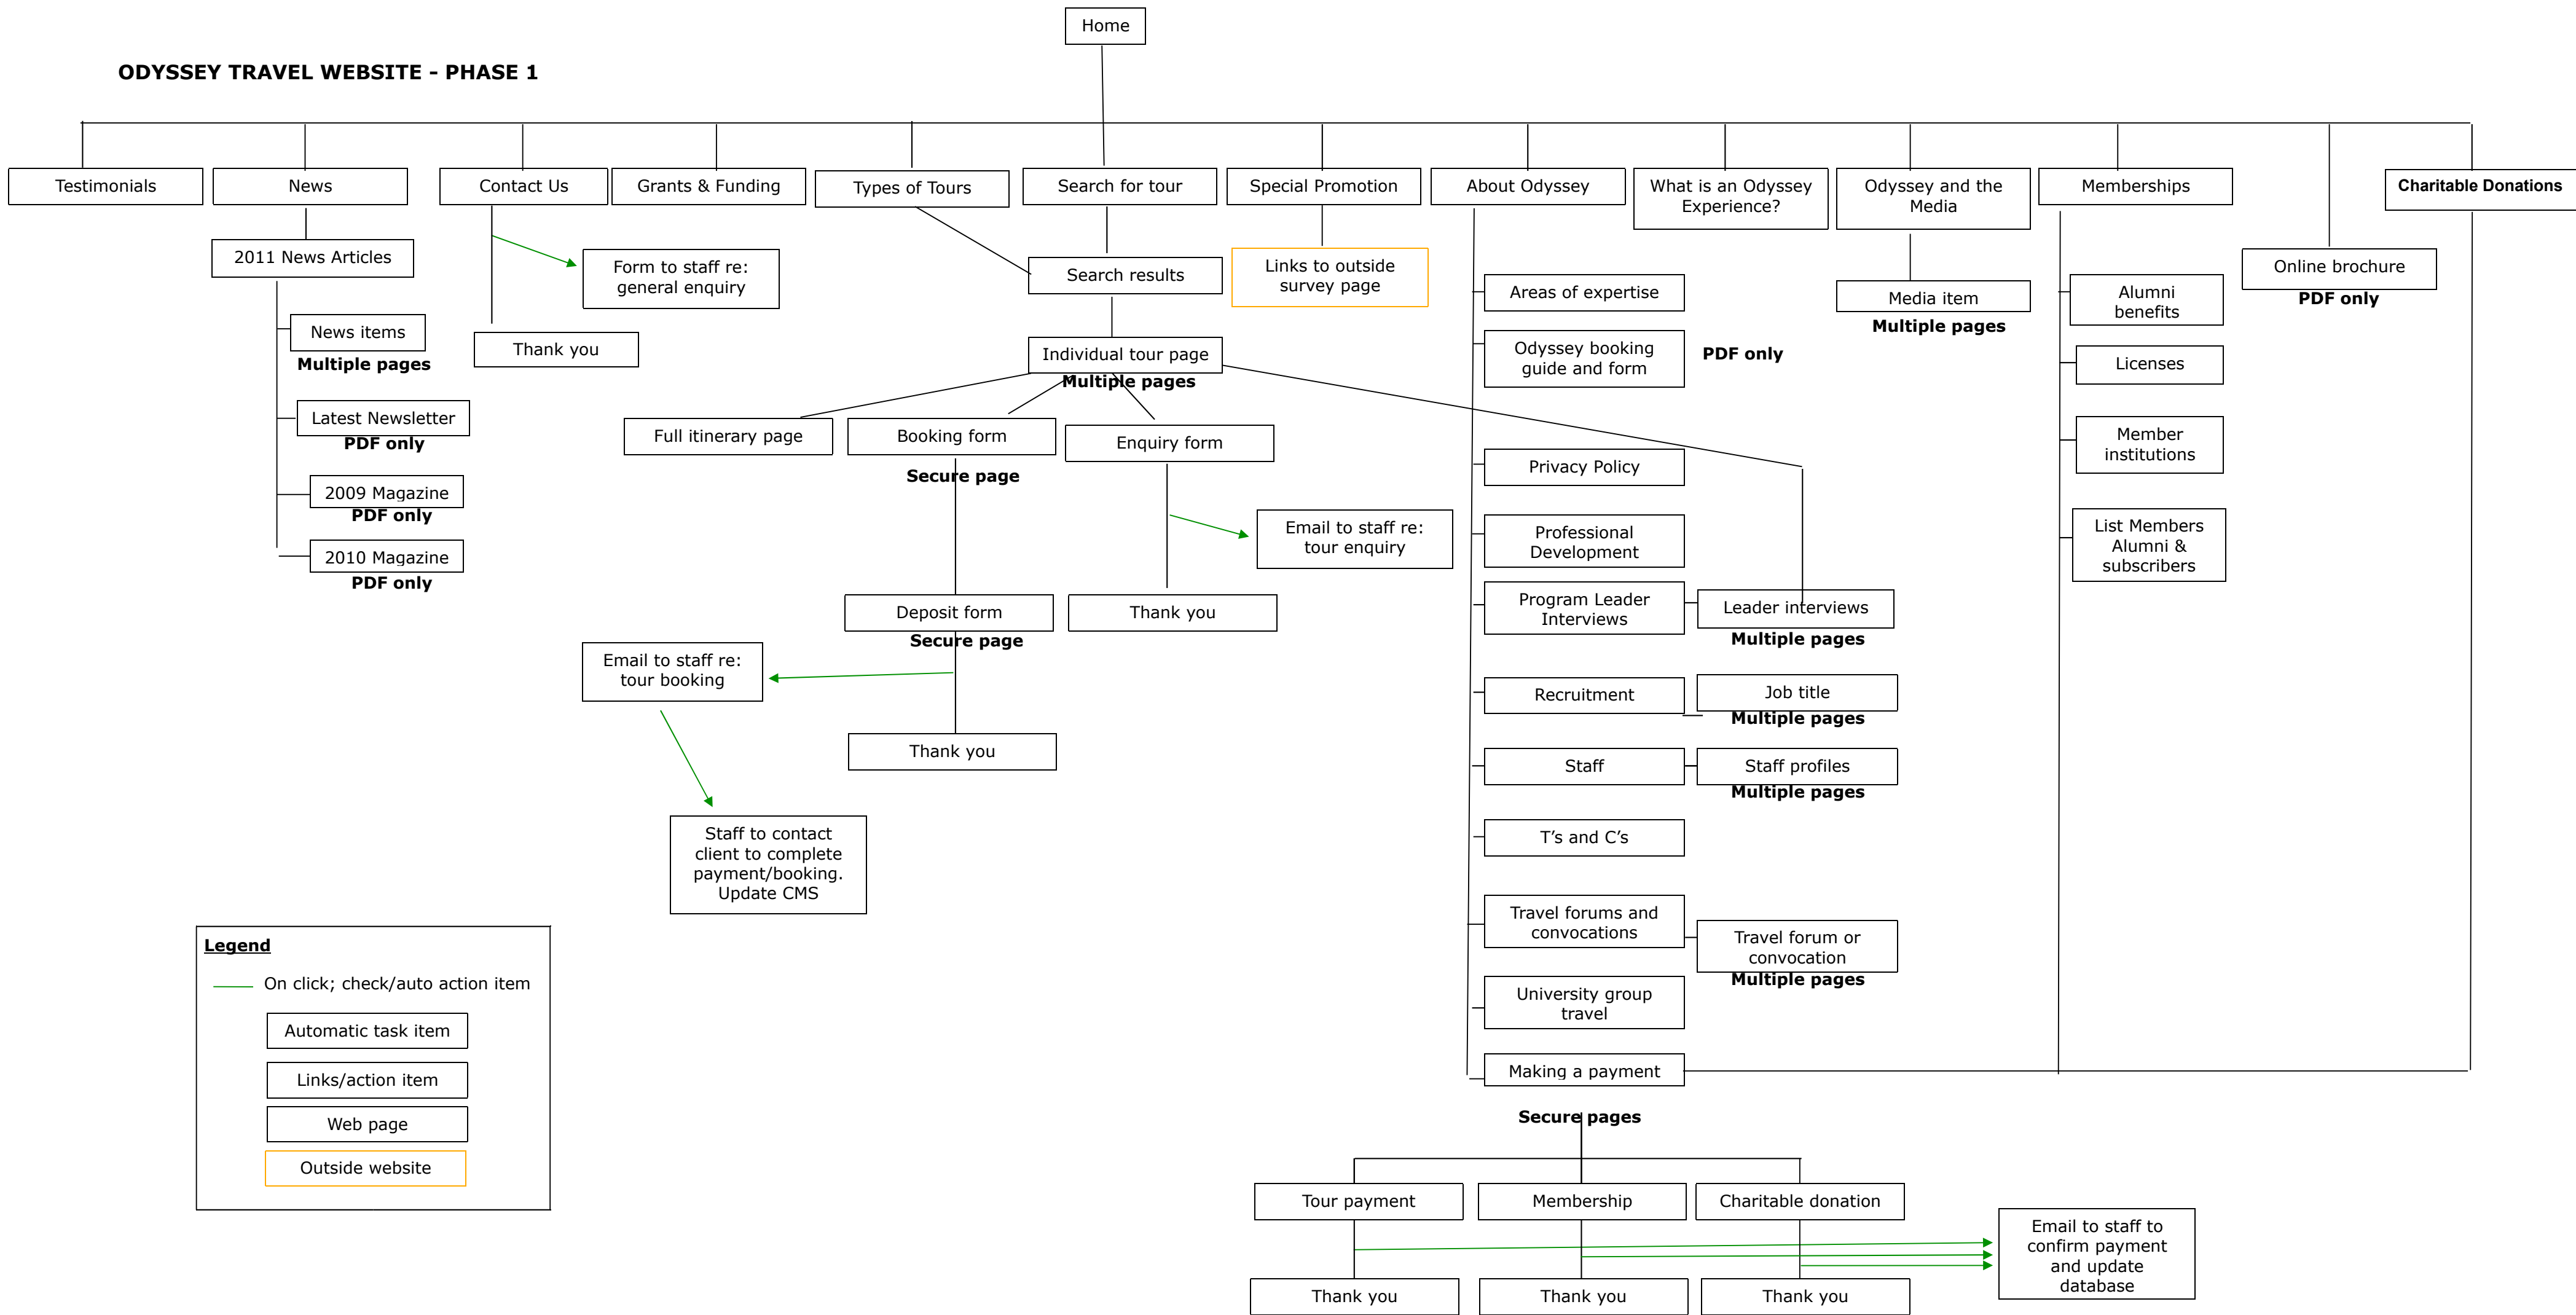 Home
ODYSSEY TRAVEL WEBSITE - PHASE 1
Testimonials
News
Contact Us
Grants & Funding
Types of Tours
Search for tour
Special Promotion
About Odyssey
What is an Odyssey
Experience?
Odyssey and the
Media
Memberships
Charitable Donations
2011 News Articles
News items
Multiple pages
Latest Newsletter
PDF only
2009 Magazine
PDF only
2010 Magazine
PDF only
Form to staff re:
general enquiry
Thank you
Search results
Individual tour page
Multiple pages
Full itinerary page
Booking form
Secure page
Enquiry form
Email to staff re:
tour enquiry
Deposit form
Secure page
Thank you
Email to staff re:
tour booking
Thank you
Staff to contact
client to complete
payment/booking.
Update CMS
Links to outside
survey page
Areas of expertise
Odyssey booking
guide and form
PDF only
Privacy Policy
Professional
Development
Program Leader
Interviews
Leader interviews
Multiple pages
Recruitment
Job title
Multiple pages
Staff
Staff profiles
Multiple pages
T’s and C’s
Travel forums and
convocations
Travel forum or
convocation
Multiple pages
University group
travel
Making a payment
Secure pages
Media item
Multiple pages
Alumni
benefits
Licenses
Member
institutions
List Members
Alumni &
subscribers
Online brochure
PDF only
Tour payment
Membership
Charitable donation
Thank you
Thank you
Thank you
Email to staff to
confirm payment
and update
database
Legend
On click; check/auto action item
Automatic task item
Links/action item
Web page
Outside website